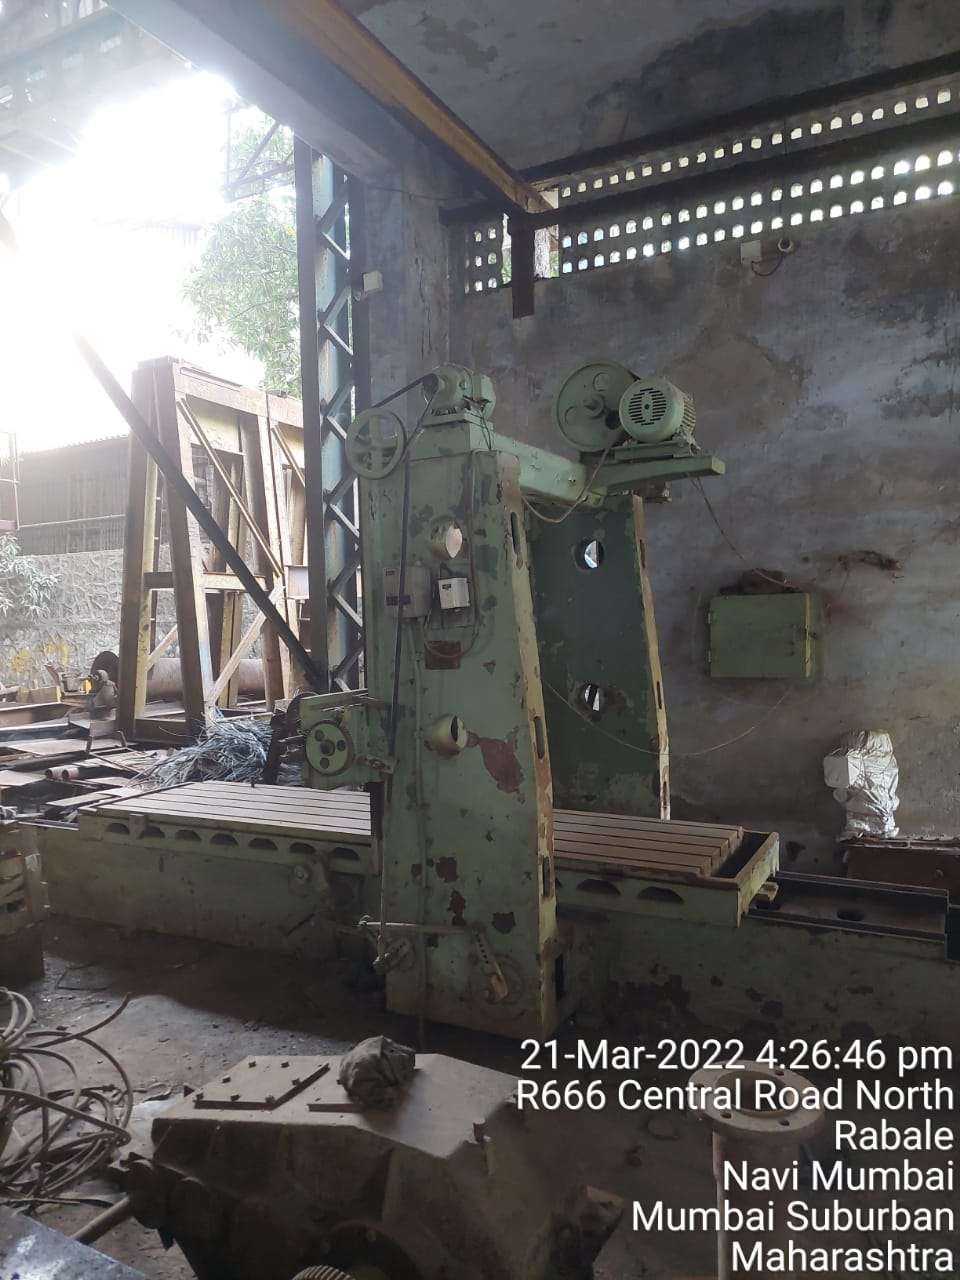 21-Mar-2022 4:26:46 pm
R666 Central Road North
Rabale
Navi Mumbai
Mumbai Suburban
Maharashtra